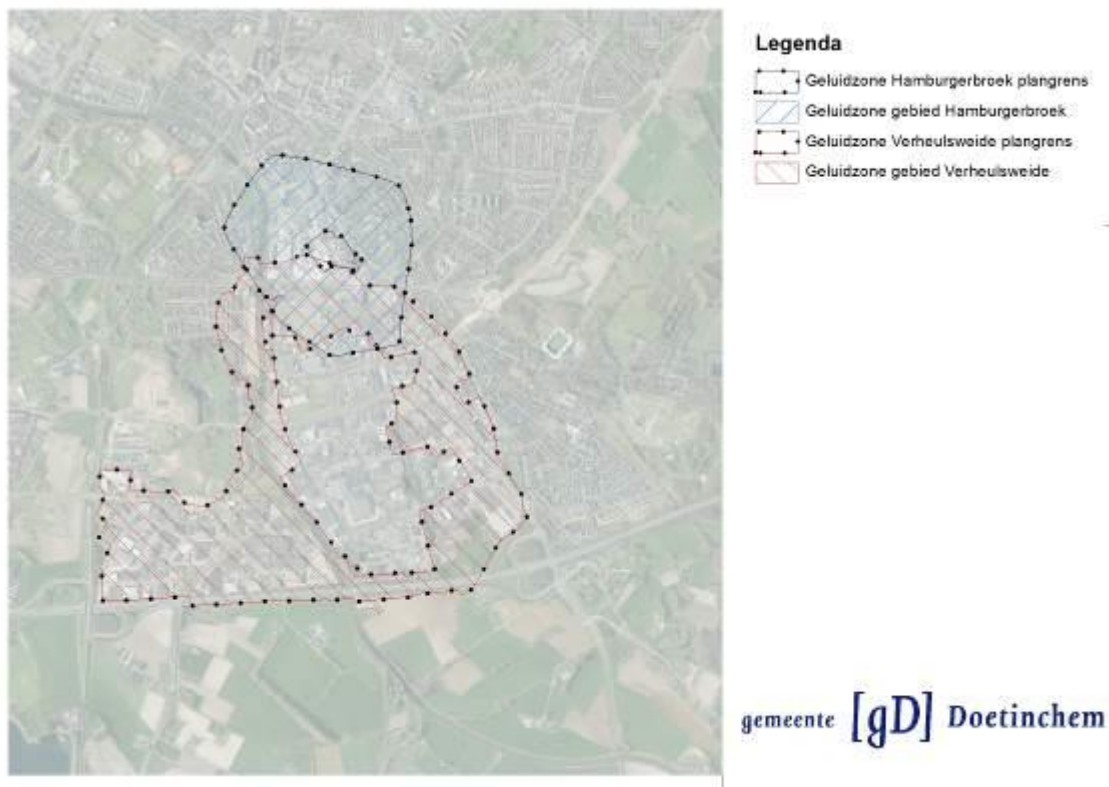 Legenda
Geluidzone Hamburgerbroek plangrens
Geluidzone gebied Hamburgerbroek
Geluidzone Verheulsweide plangrens
Geluidzone gebied Verheulsweide
gemeente [gD] Doetinchem